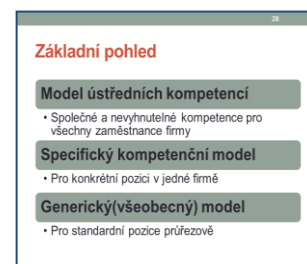 28
Základní pohled
Model ústředních kompetencí
• Společné a nevyhnutelné kompetence pro
všechny zaměstnance firmy
Specifický kompetenční model
• Pro konkrétní pozici v jedné firmě
Generický(všeobecný) model
• Pro standardní pozice průřezově